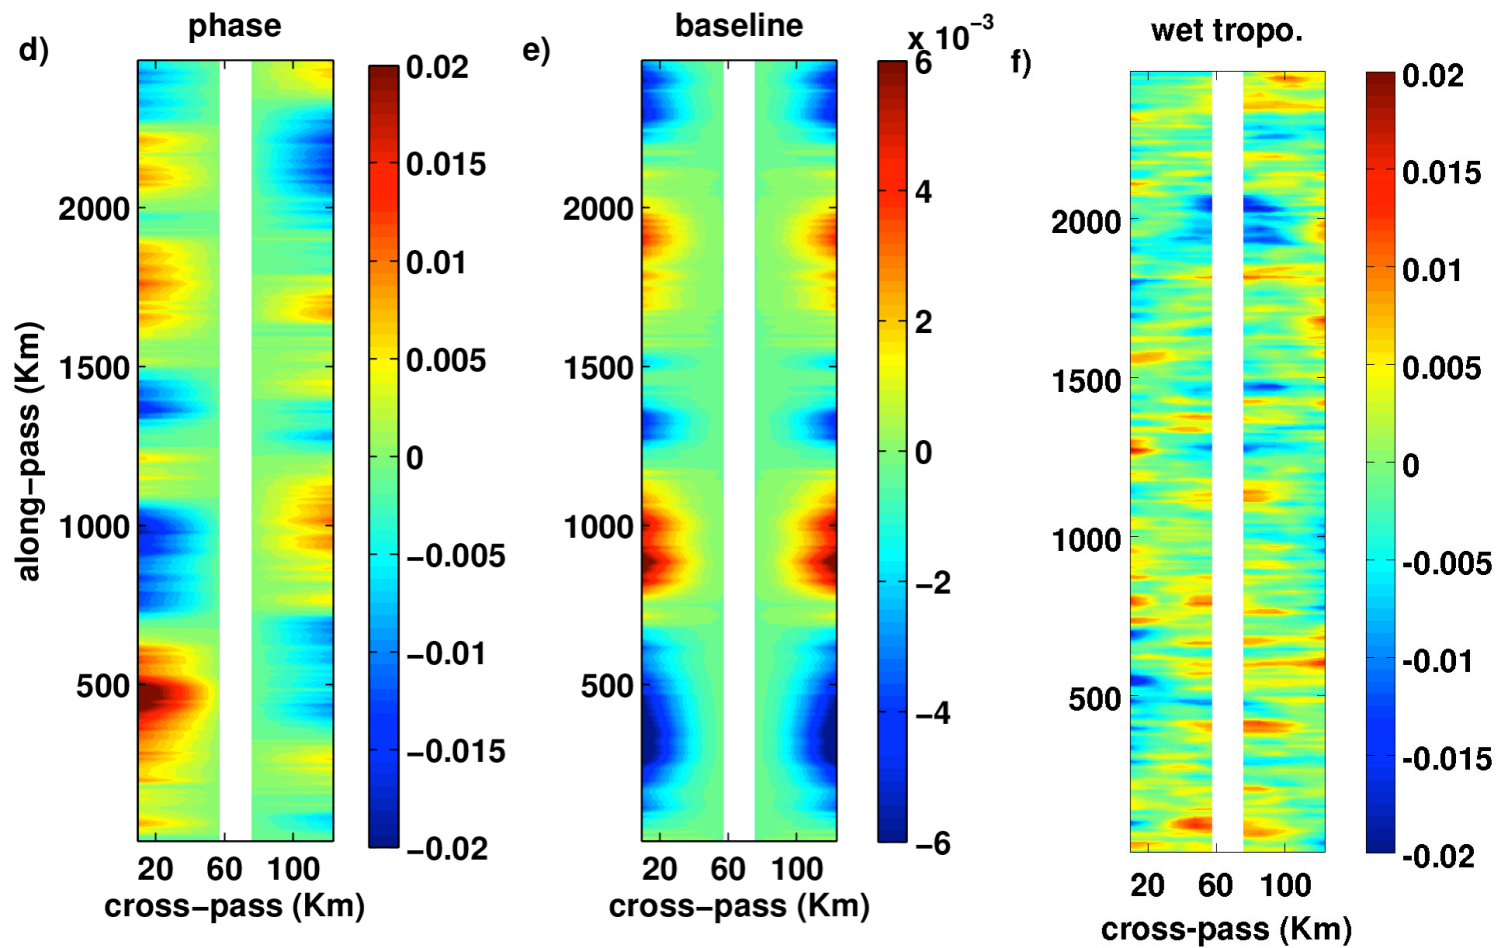 d)
phase
0.02
0.015
0.01
0.005
0
−0.005
−0.01
−0.015
−0.02
2000
1500
1000
500
along−pass (Km)
20 60 100
cross−pass (Km)
e)
baseline
x 10−3
6
4
2
0
−2
−4
−6
2000
1500
1000
500
20 60 100
cross−pass (Km)
f)
wet tropo.
0.02
0.015
0.01
0.005
0
-0.005
-0.01
-0.015
-0.02
2000
1500
1000
500
20 60 100
cross-pass (Km)